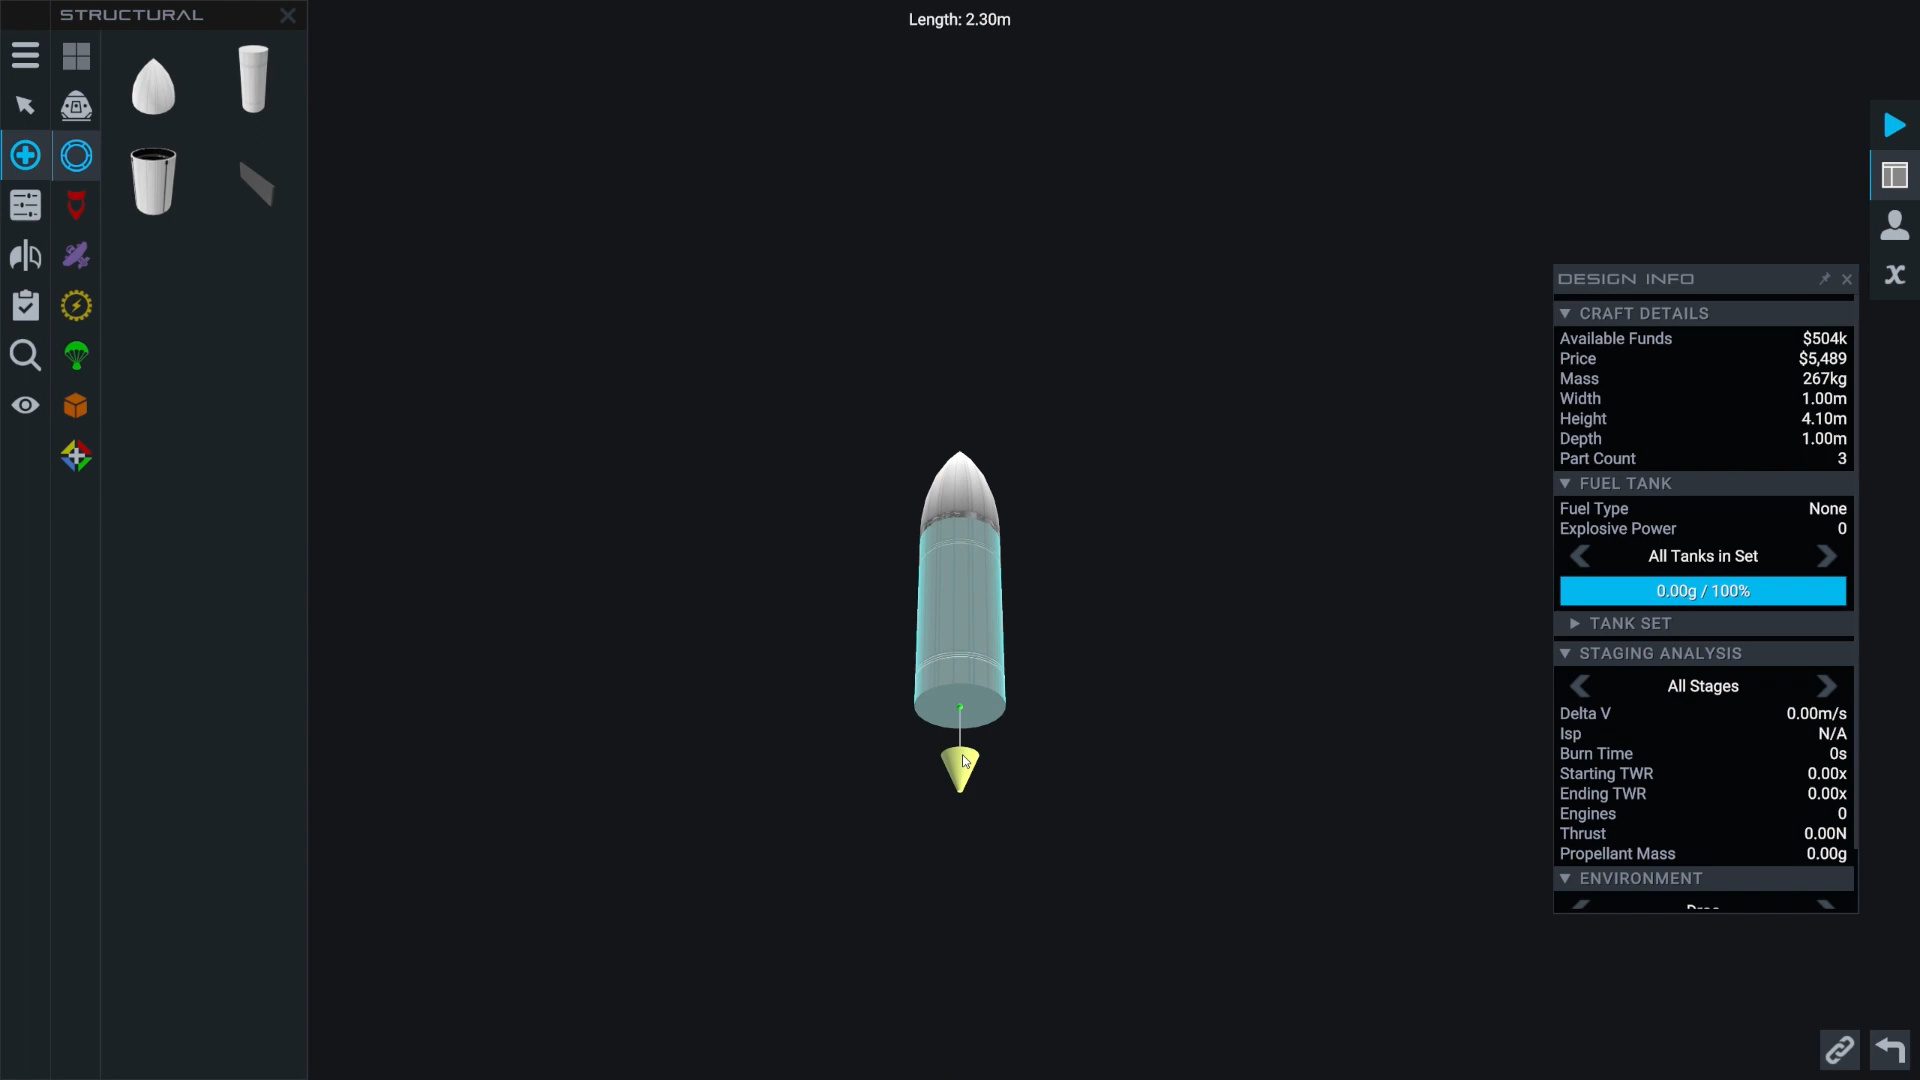 STRUCTURAL
Length: 2.30m
DESIGN INFO
CRAFT DETAILS
Available Funds $504k
Price $5,489
Mass 267kg
Width 1.00m
Height 4.10m
Depth 1.00m
Part Count 3
FUEL TANK
Fuel Type None
Explosive Power 0
All Tanks in Set
0.00g / 100%
TANK SET
STAGING ANALYSIS
All Stages
Delta V 0.00m/s
Isp N/A
Burn Time 0s
Starting TWR 0.00x
Ending TWR 0.00x
Engines 0
Thrust 0.00N
Propellant Mass 0.00g
ENVIRONMENT